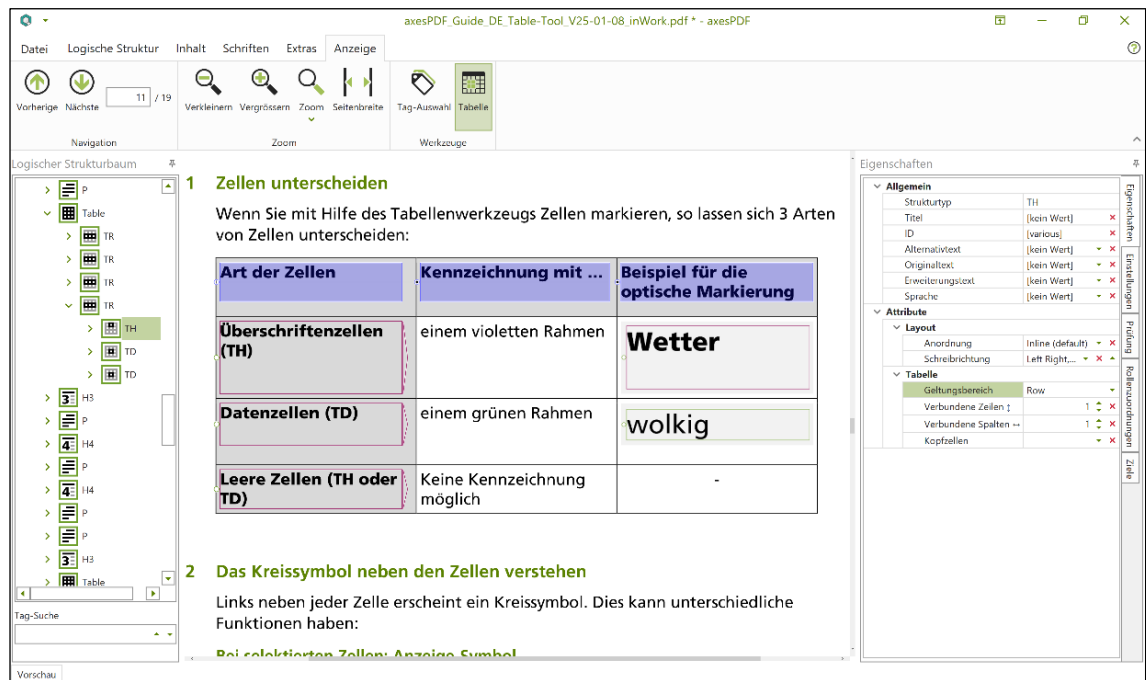 axesPDF_Guide_DE_Table-Tool_V25-01-08_inWork.pdf * - axesPDF
Datei Logische Struktur Inhalt Schriften Extras Anzeige
11 / 19
Vorherige Nächste Verkleinern Vergrössern Zoom Seitenbreite Tag-Auswahl Tabelle
Navigation Zoom Werkzeuge
Logischer Strukturbaum
P
Table
TR
TR
TR
TR
TH
TD
TD
H3
P
H4
P
H4
P
P
H3
Table
Tag-Suche
Vorschau
1 Zellen unterscheiden
Wenn Sie mit Hilfe des Tabellenwerkzeugs Zellen markieren, so lassen sich 3 Arten
von Zellen unterscheiden:
Art der Zellen Kennzeichnung mit ... Beispiel für die
optische Markierung
Überschriftenzellen einem violetten Rahmen Wetter
(TH)
Datenzellen (TD) einem grünen Rahmen wolkig
Leere Zellen (TH oder Keine Kennzeichnung -
TD) möglich
2 Das Kreissymbol neben den Zellen verstehen
Links neben jeder Zelle erscheint ein Kreissymbol. Dies kann unterschiedliche
Funktionen haben:
Bei selektierten Zellen: Anzeige-Symbol
Eigenschaften
Allgemein
Strukturtyp TH
Titel [kein Wert]
ID [various]
Alternativtext [kein Wert]
Originaltext [kein Wert]
Erweiterungstext [kein Wert]
Sprache [kein Wert]
Attribute
Layout
Anordnung Inline (default)
Schreibrichtung Left Right,...
Tabelle
Geltungsbereich Row
Verbundene Zeilen 1
Verbundene Spalten 1
Kopfzellen
Eigenschaften
Einstellungen
Prüfung
Rollenzuordnungen
Ziele